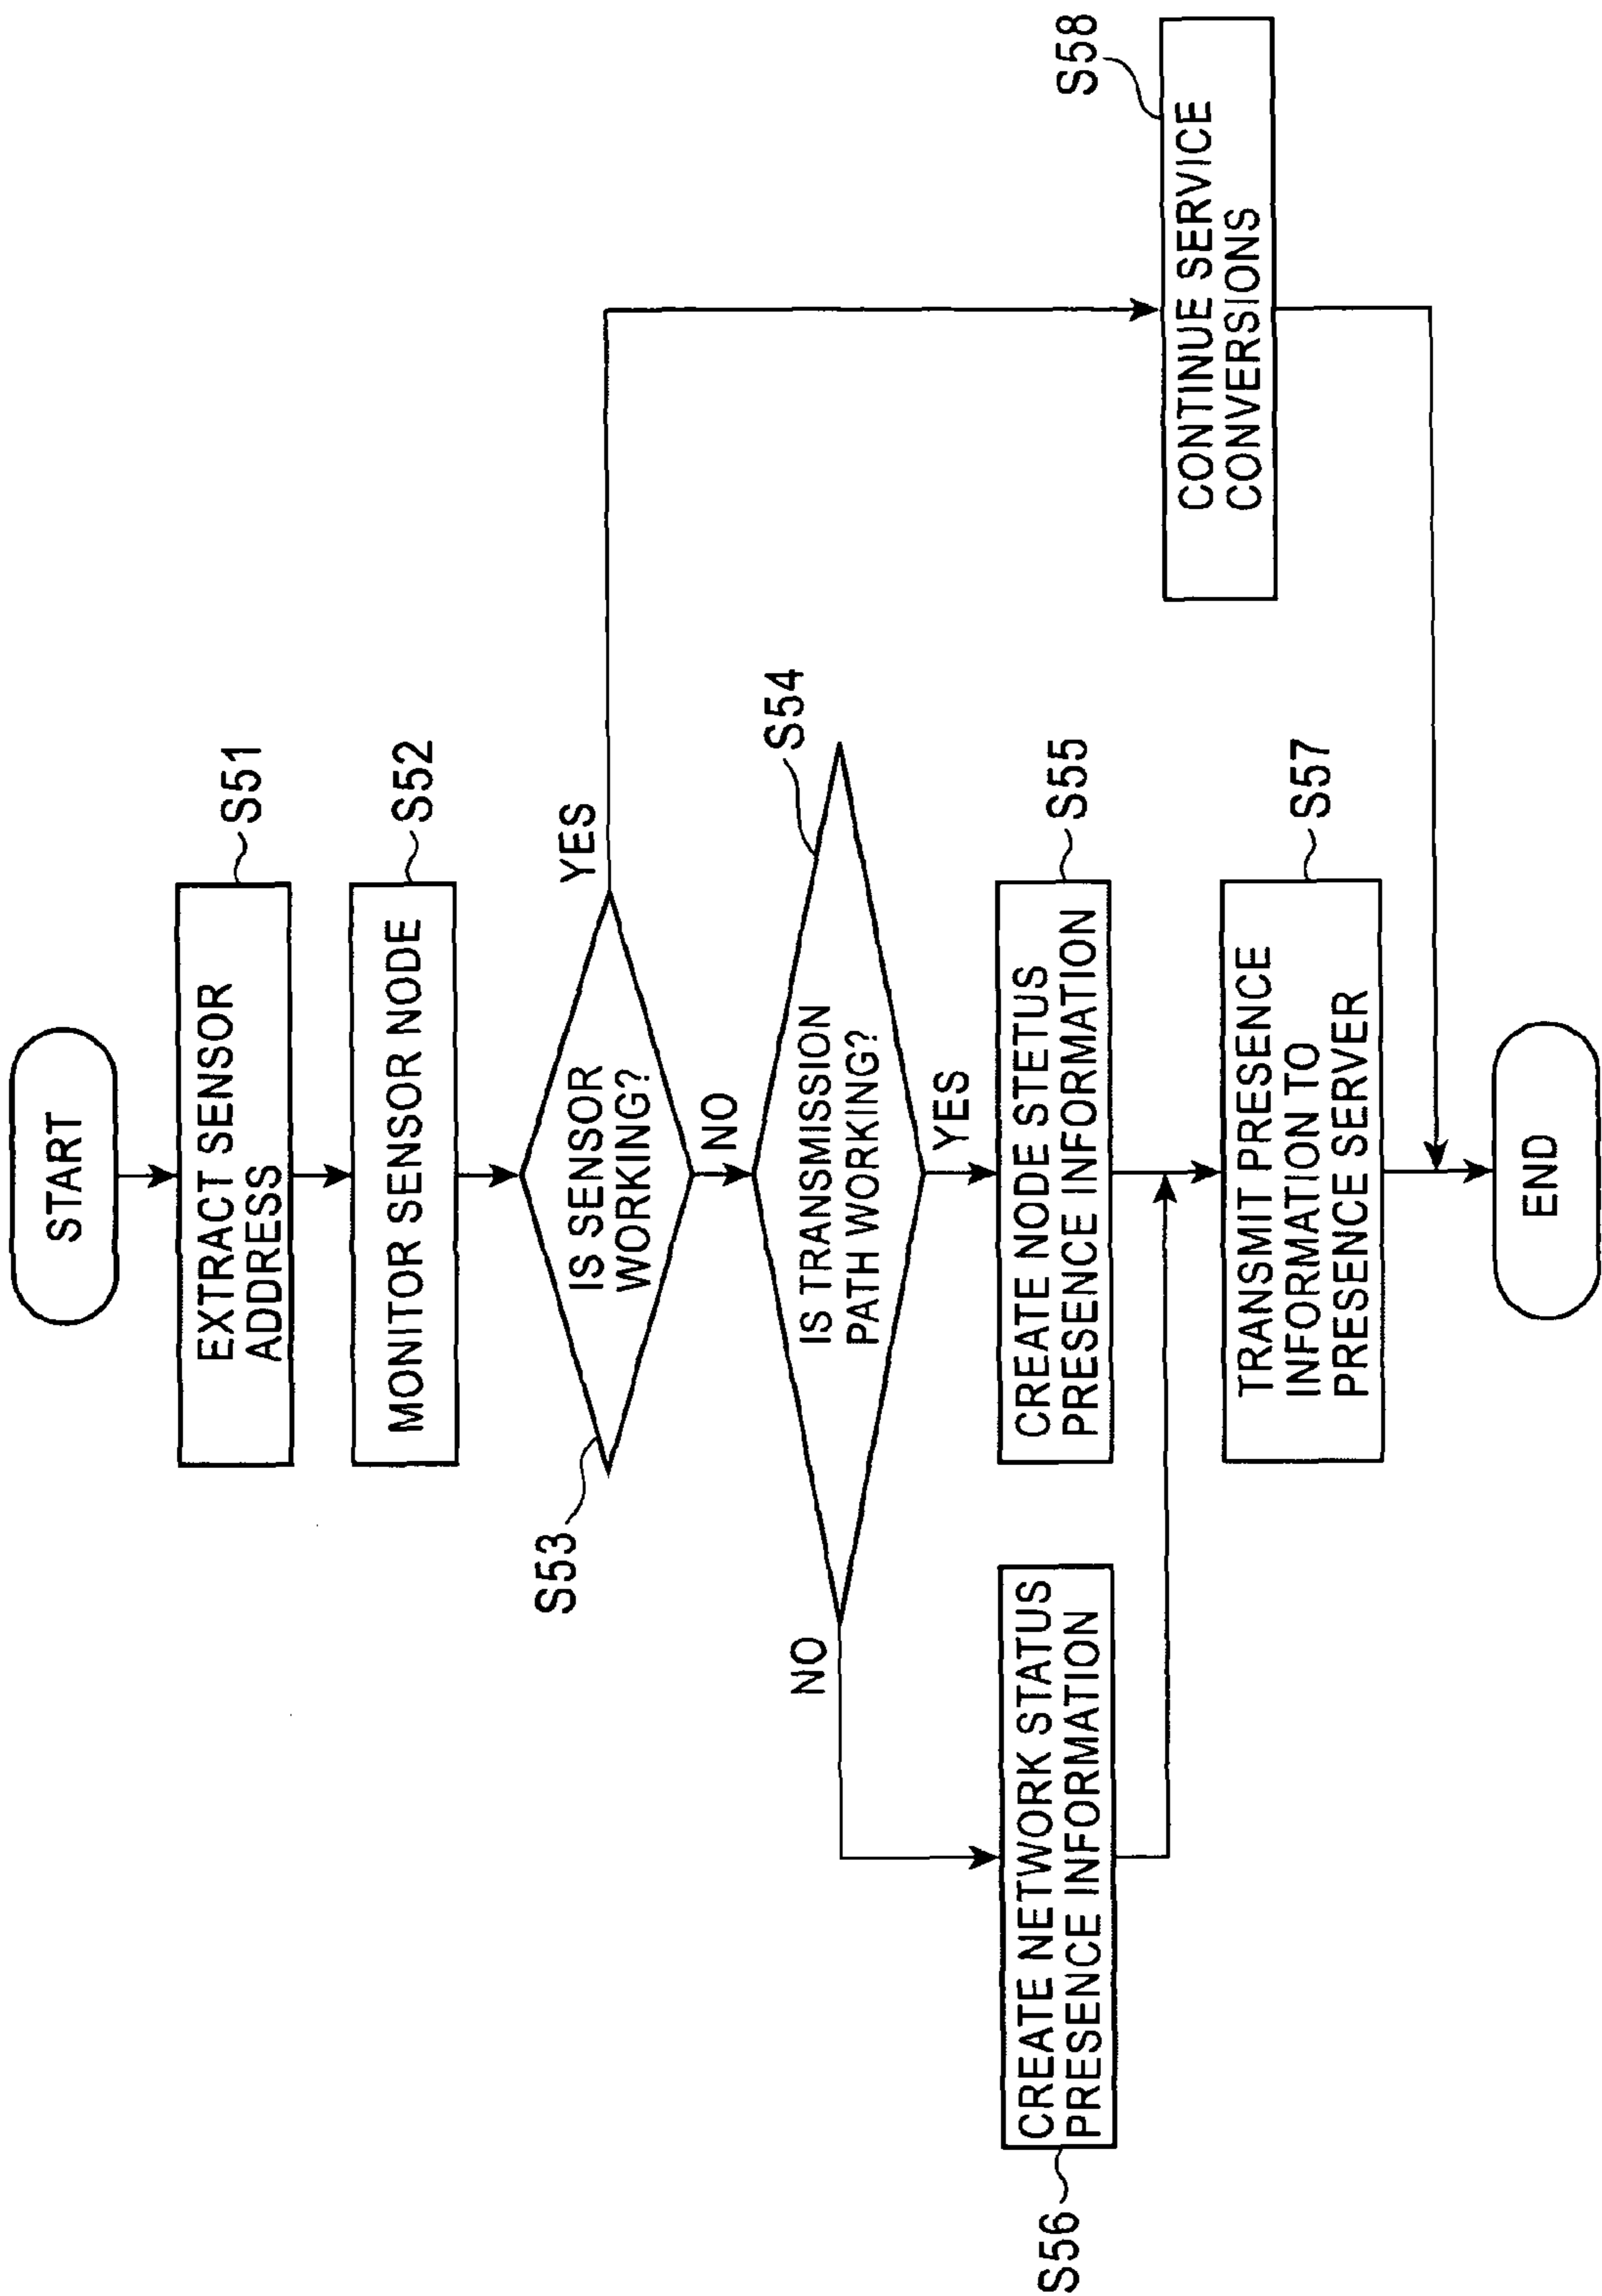 START
EXTRACT SENSOR
ADDRESS
S51
MONITOR SENSOR NODE
S52
IS SENSOR
WORKING?
S53
YES
NO
IS TRANSMISSION
PATH WORKING?
S54
NO
YES
CREATE NETWORK STATUS
PRESENCE INFORMATION
S56
CREATE NODE STETUS
PRESENCE INFORMATION
S55
CONTINUE SERVICE
CONVERSIONS
S58
TRANSMIT PRESENCE
INFORMATION TO
PRESENCE SERVER
S57
END